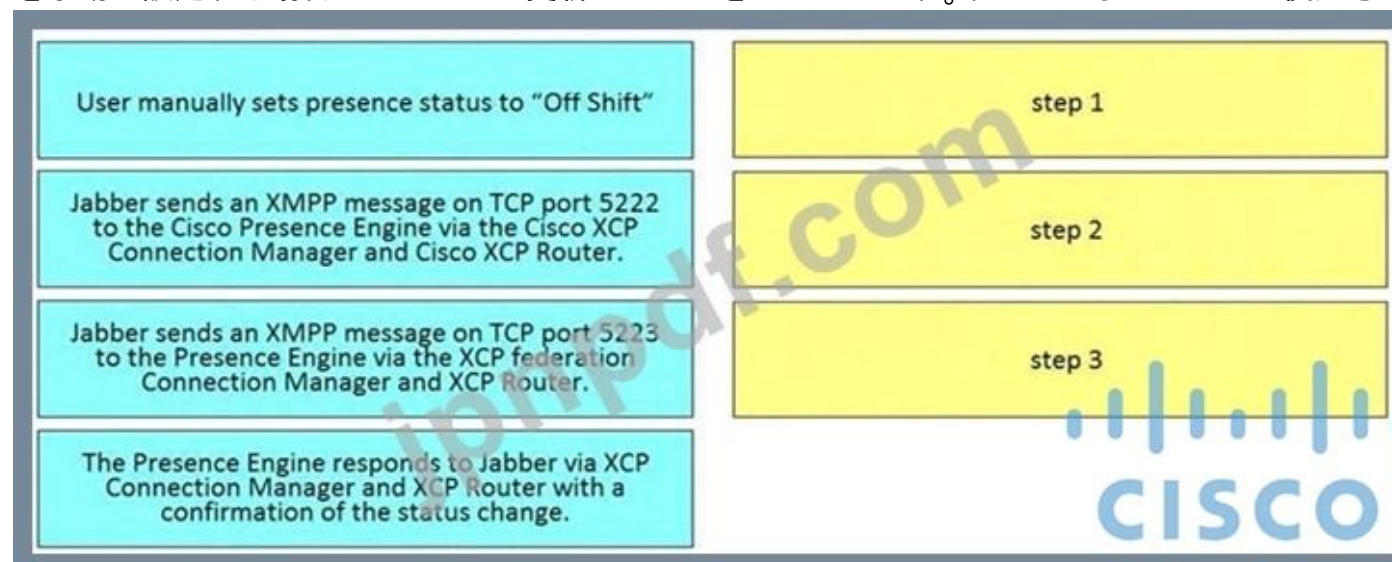 User manually sets presence status to “Off Shift”
step 1
Jabber sends an XMPP message on TCP port 5222
to the Cisco Presence Engine via the Cisco XCP
Connection Manager and Cisco XCP Router.
step 2
Jabber sends an XMPP message on TCP port 5223
to the Presence Engine via the XCP federation
Connection Manager and XCP Router.
step 3
The Presence Engine responds to Jabber via XCP
Connection Manager and XCP Router with a
confirmation of the status change.
jpnpdf.com
CISCO